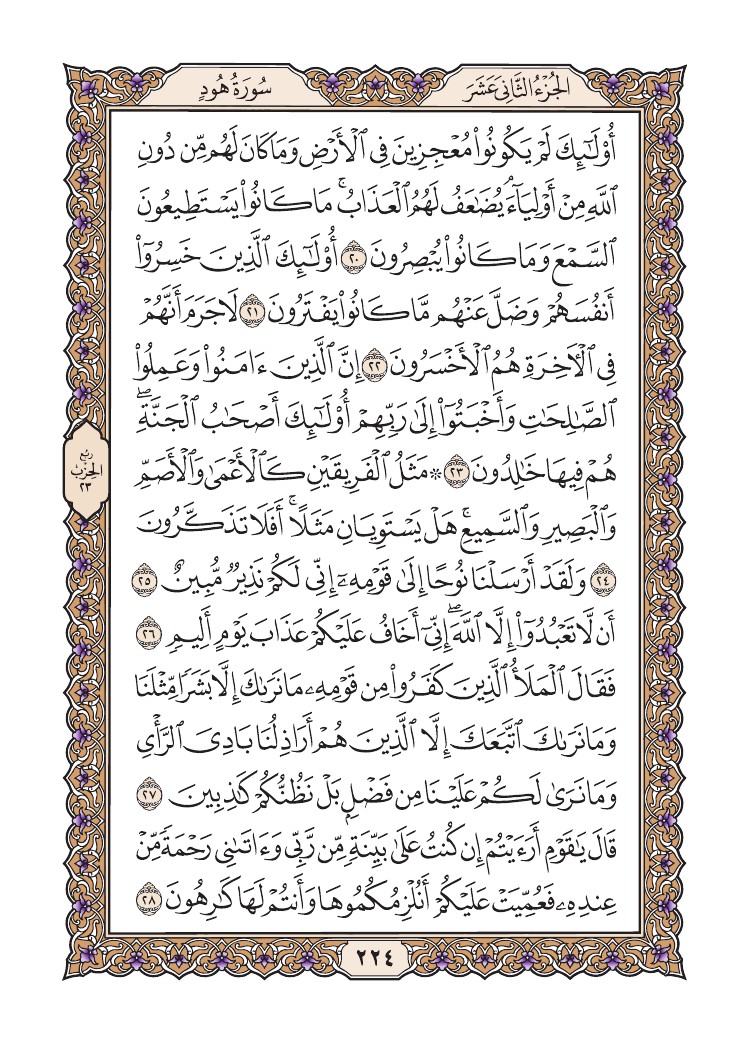 الجُزْءُ الثَّانِي عَشَرَ
سُورَةُ هُودٍ
أُوْلَـٰٓئِكَ لَمْ يَكُونُوا۟ مُعْجِزِينَ فِى ٱلْأَرْضِ وَمَا كَانَ لَهُم مِّن دُونِ
ٱللَّهِ مِنْ أَوْلِيَآءَ ۘ يُضَـٰعَفُ لَهُمُ ٱلْعَذَابُ ۚ مَا كَانُوا۟ يَسْتَطِيعُونَ
ٱلسَّمْعَ وَمَا كَانُوا۟ يُبْصِرُونَ ٢٠ أُوْلَـٰٓئِكَ ٱلَّذِينَ خَسِرُوٓا۟
أَنفُسَهُمْ وَضَلَّ عَنْهُم مَّا كَانُوا۟ يَفْتَرُونَ ٢١ لَا جَرَمَ أَنَّهُمْ
فِى ٱلْـَٔاخِرَةِ هُمُ ٱلْأَخْسَرُونَ ٢٢ إِنَّ ٱلَّذِينَ ءَامَنُوا۟ وَعَمِلُوا۟
ٱلصَّـٰلِحَـٰتِ وَأَخْبَتُوٓا۟ إِلَىٰ رَبِّهِمْ أُوْلَـٰٓئِكَ أَصْحَـٰبُ ٱلْجَنَّةِ ۖ
هُمْ فِيهَا خَـٰلِدُونَ ٢٣ ۞ مَثَلُ ٱلْفَرِيقَيْنِ كَٱلْأَعْمَىٰ وَٱلْأَصَمِّ
وَٱلْبَصِيرِ وَٱلسَّمِيعِ ۚ هَلْ يَسْتَوِيَانِ مَثَلًا ۚ أَفَلَا تَذَكَّرُونَ
٢٤ وَلَقَدْ أَرْسَلْنَا نُوحًا إِلَىٰ قَوْمِهِۦٓ إِنِّى لَكُمْ نَذِيرٌ مُّبِينٌ ٢٥
أَن لَّا تَعْبُدُوٓا۟ إِلَّا ٱللَّهَ ۖ إِنِّىٓ أَخَافُ عَلَيْكُمْ عَذَابَ يَوْمٍ أَلِيمٍ ٢٦
فَقَالَ ٱلْمَلَأُ ٱلَّذِينَ كَفَرُوا۟ مِن قَوْمِهِۦ مَا نَرَىٰكَ إِلَّا بَشَرًا مِّثْلَنَا
وَمَا نَرَىٰكَ ٱتَّبَعَكَ إِلَّا ٱلَّذِينَ هُمْ أَرَاذِلُنَا بَادِىَ ٱلرَّأْىِ
وَمَا نَرَىٰ لَكُمْ عَلَيْنَا مِن فَضْلٍۭ بَلْ نَظُنُّكُمْ كَـٰذِبِينَ ٢٧
قَالَ يَـٰقَوْمِ أَرَءَيْتُمْ إِن كُنتُ عَلَىٰ بَيِّنَةٍ مِّن رَّبِّى وَءَاتَىٰنِى رَحْمَةً مِّنْ
عِندِهِۦ فَعُمِّيَتْ عَلَيْكُمْ أَنُلْزِمُكُمُوهَا وَأَنتُمْ لَهَا كَـٰرِهُونَ ٢٨
ربع
الحزب
٢٣
٢٢٤